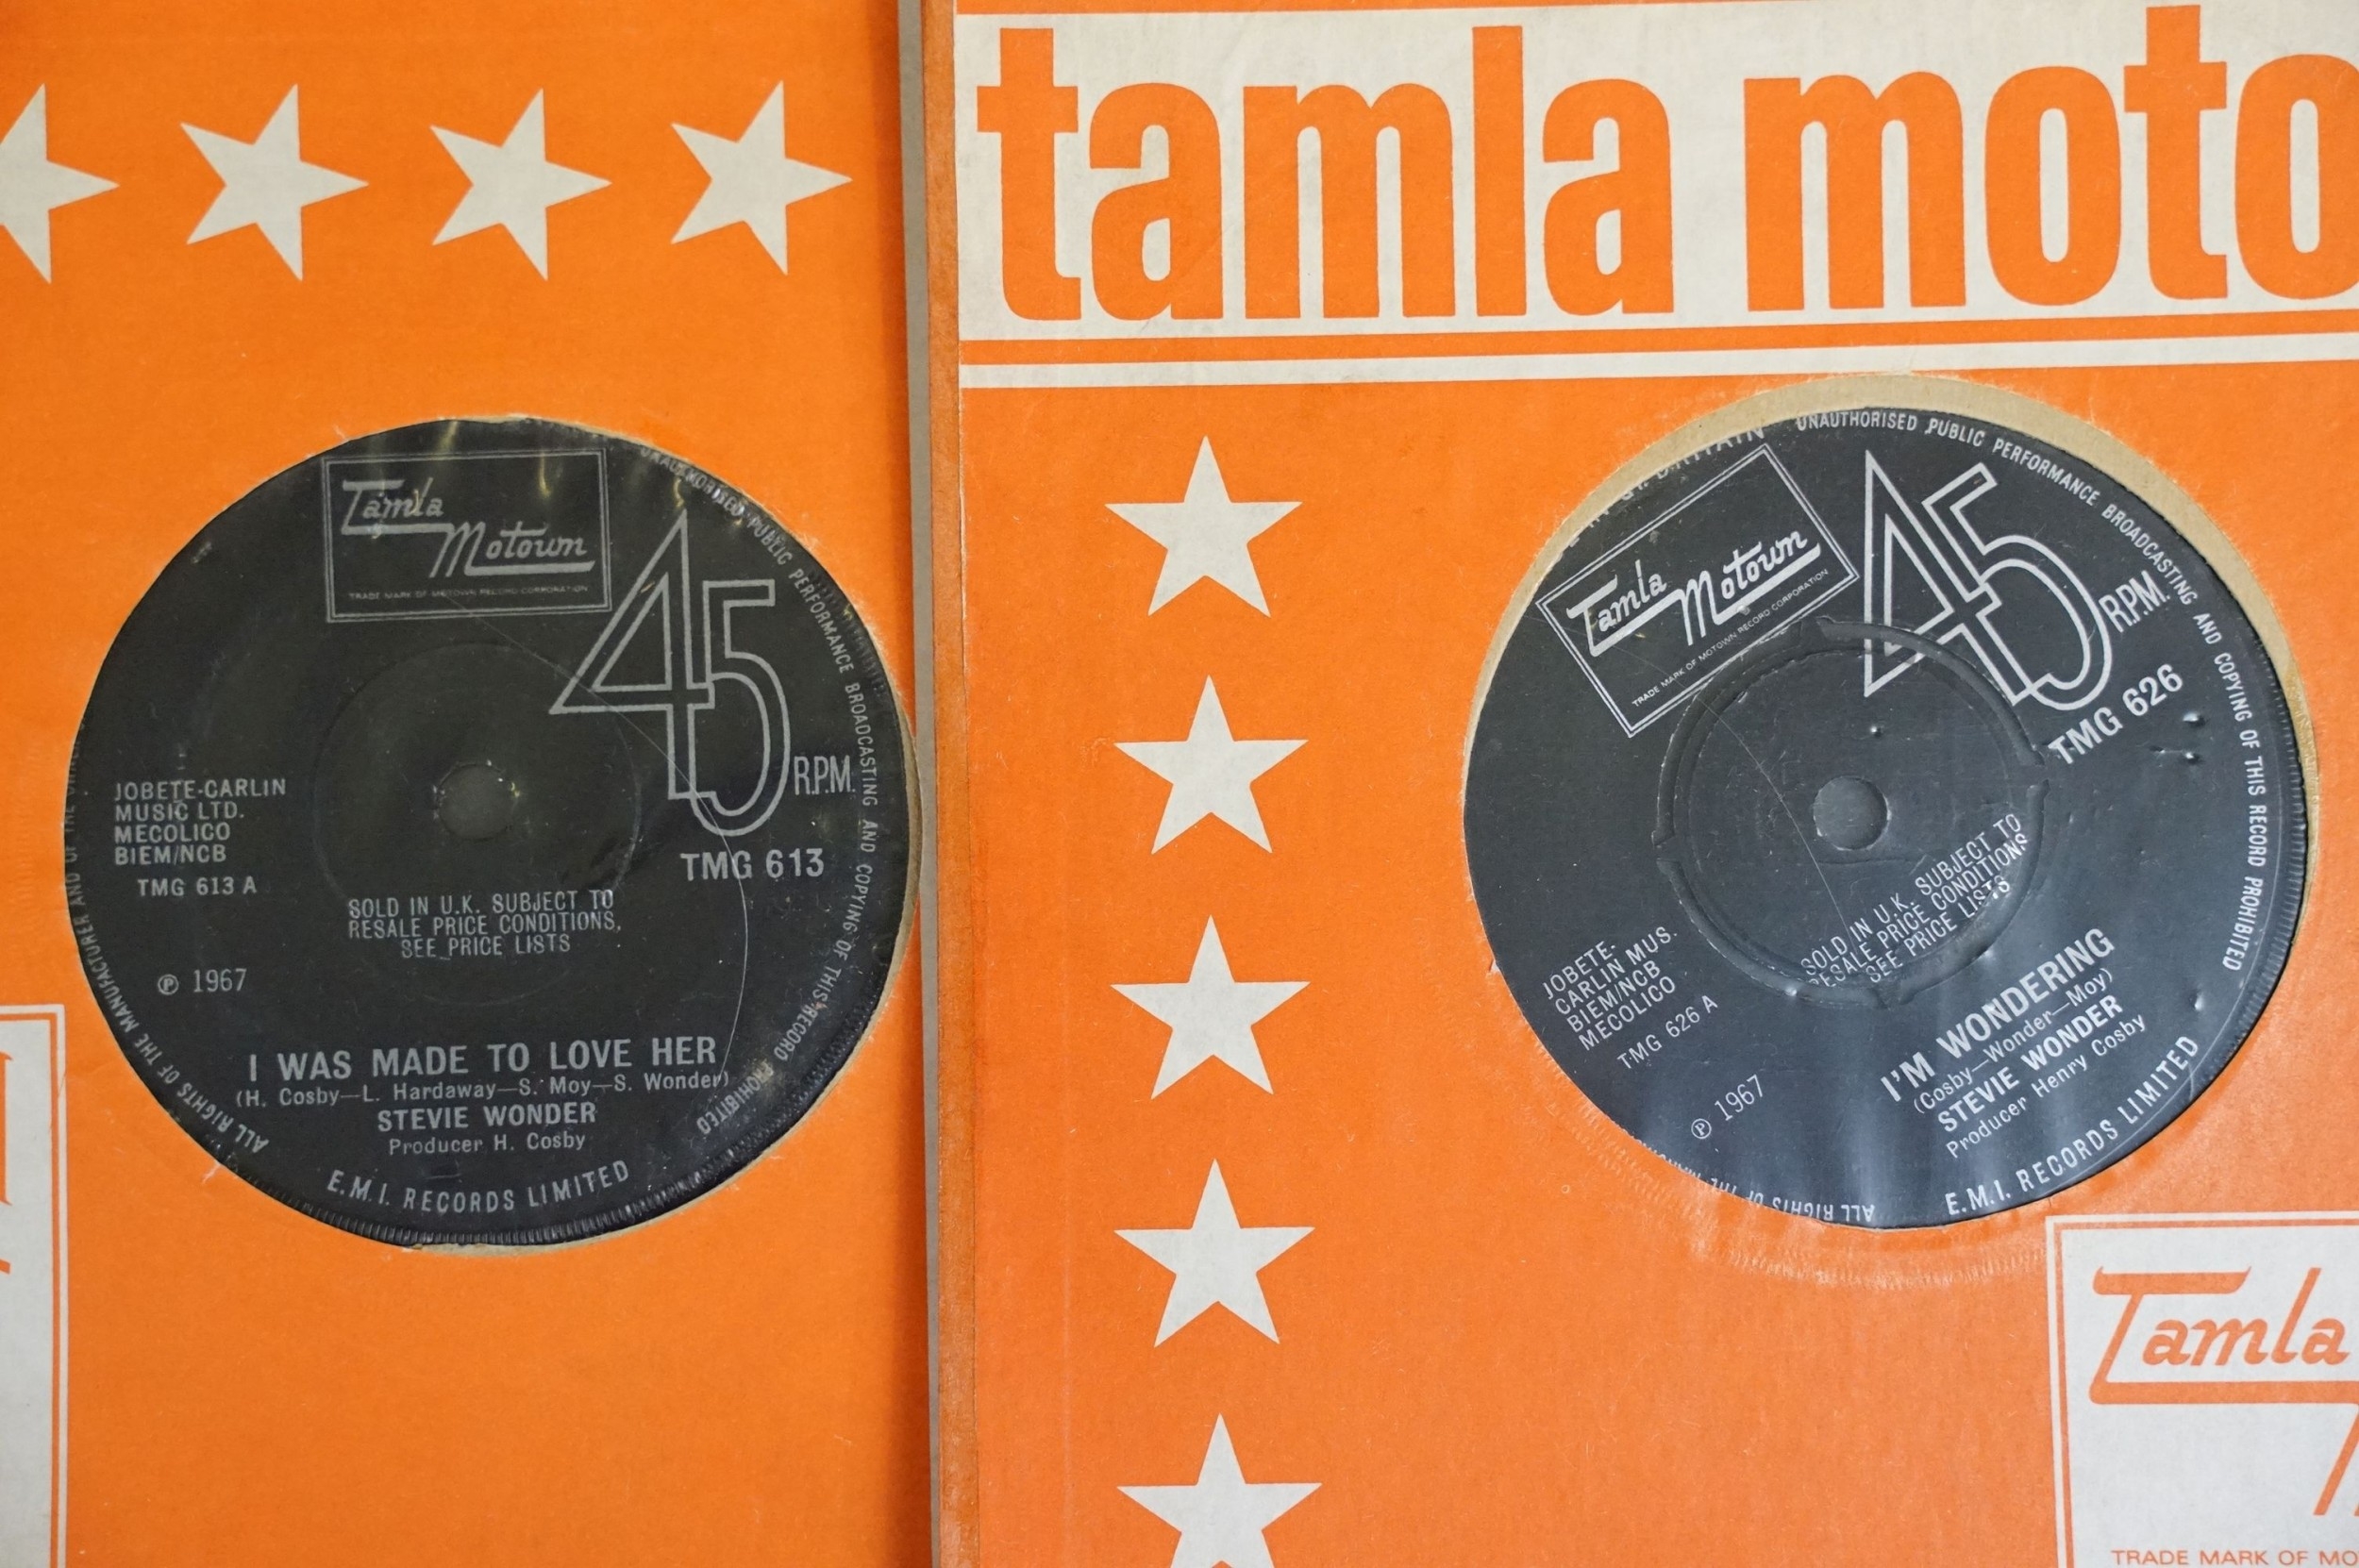 Tamla
Motown
TRADE MARK OF MOTOWN RECORD CORPORATION
45
R.P.M.
TMG 613
JOBETE-CARLIN
MUSIC LTD.
MECOLICO
BIEM/NCB
TMG 613 A
SOLD IN U.K. SUBJECT TO
RESALE PRICE CONDITIONS,
SEE PRICE LISTS
℗ 1967
I WAS MADE TO LOVE HER
(H. Cosby—L. Hardaway—S. Moy—S. Wonder)
STEVIE WONDER
Producer H. Cosby
E.M.I. RECORDS LIMITED
ALL RIGHTS OF THE MANUFACTURER AND OF THE
UNAUTHORISED PUBLIC PERFORMANCE BROADCASTING AND COPYING OF THIS RECORD PROHIBITED
tamla moto
Tamla
Motown
TRADE MARK OF MOTOWN RECORD CORPORATION
45
R.P.M.
TMG 626
SOLD IN U.K. SUBJECT TO
RESALE PRICE CONDITIONS
SEE PRICE LISTS
JOBETE-
CARLIN MUS.
BIEM/NCB
MECOLICO
TMG 626 A
℗ 1967
I'M WONDERING
(Cosby—Wonder—Moy)
STEVIE WONDER
Producer Henry Cosby
E.M.I. RECORDS LIMITED
ALL RIGHTS OF THE
UNAUTHORISED PUBLIC PERFORMANCE BROADCASTING AND COPYING OF THIS RECORD PROHIBITED
Tamla
TRADE MARK OF MO